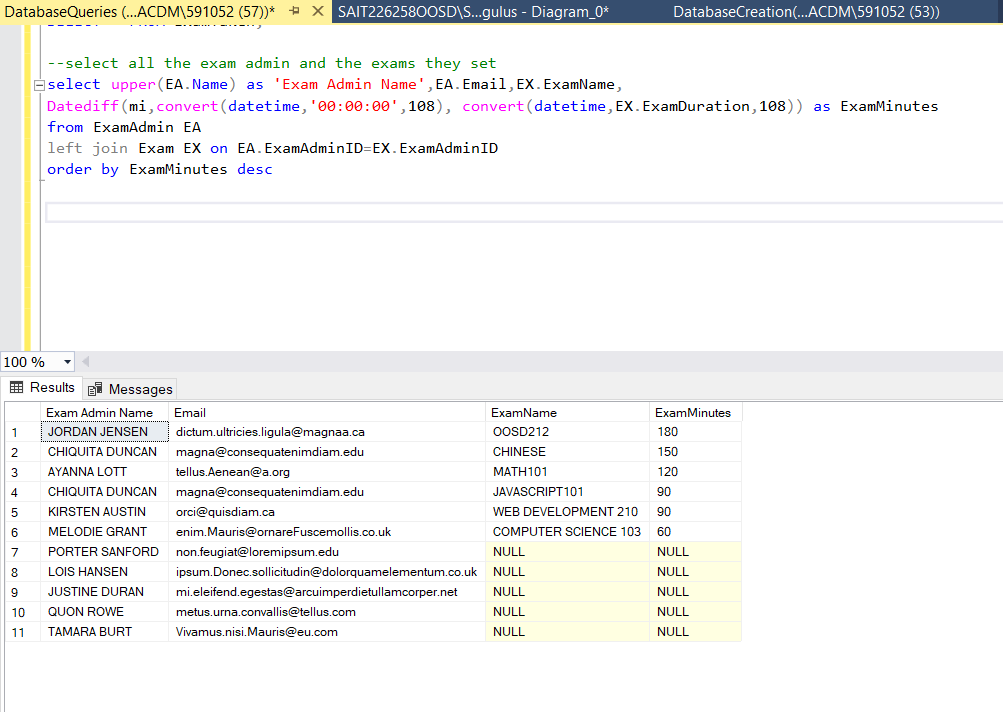 DatabaseQueries (...ACDM\591052 (57))* SAIT226258OOSD\S...gulus - Diagram_0* DatabaseCreation(...ACDM\591052 (53))
--select all the exam admin and the exams they set
select upper(EA.Name) as 'Exam Admin Name',EA.Email,EX.ExamName,
Datediff(mi,convert(datetime,'00:00:00',108), convert(datetime,EX.ExamDuration,108)) as ExamMinutes
from ExamAdmin EA
left join Exam EX on EA.ExamAdminID=EX.ExamAdminID
order by ExamMinutes desc
100 %
Results Messages
Exam Admin Name Email ExamName ExamMinutes
1 JORDAN JENSEN dictum.ultricies.ligula@magnaa.ca OOSD212 180
2 CHIQUITA DUNCAN magna@consequatenimdiam.edu CHINESE 150
3 AYANNA LOTT tellus.Aenean@a.org MATH101 120
4 CHIQUITA DUNCAN magna@consequatenimdiam.edu JAVASCRIPT101 90
5 KIRSTEN AUSTIN orci@quisdiam.ca WEB DEVELOPMENT 210 90
6 MELODIE GRANT enim.Mauris@ornareFuscemollis.co.uk COMPUTER SCIENCE 103 60
7 PORTER SANFORD non.feugiat@loremipsum.edu NULL NULL
8 LOIS HANSEN ipsum.Donec.sollicitudin@dolorquamelementum.co.uk NULL NULL
9 JUSTINE DURAN mi.eleifend.egestas@arcuimperdietullamcorper.net NULL NULL
10 QUON ROWE metus.urna.convallis@tellus.com NULL NULL
11 TAMARA BURT Vivamus.nisi.Mauris@eu.com NULL NULL